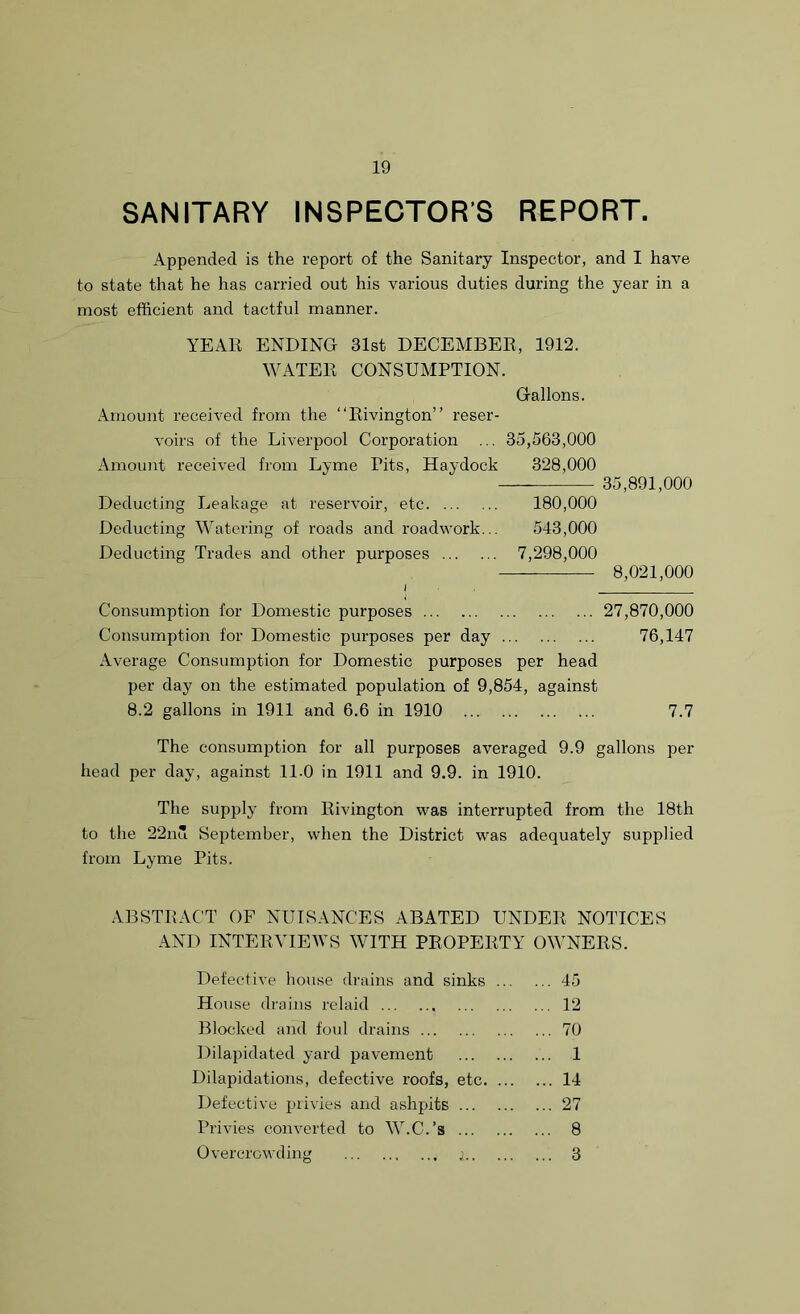 19
SANITARY INSPECTOR'S REPORT.
Appended is the report of the Sanitary Inspector, and I have
to state that he has carried out his various duties during the year in a
most efficient and tactful manner.
YEAR ENDING 31st DECEMBER, 1912.
WATER CONSUMPTION.
Gallons.
Amount received from the “Rivington” reser-
voirs of the Liverpool Corporation ... 35,563,000
Amount received from Lyme Pits, Haydock 328,000
35,891,000
Deducting Leakage at reservoir, etc. ... ... 180,000
Deducting Watering of roads and roadwork... 543,000
Deducting Trades and other purposes ... ... 7,298,000
8,021,000
Consumption for Domestic purposes ... ... ... ... ... 27,870,000
Consumption for Domestic purposes per day ... ... ... 76,147
Average Consumption for Domestic purposes per head
per day on the estimated population of 9,854, against
8.2 gallons in 1911 and 6.6 in 1910 ... ... ... ... 7.7
The consumption for all purposes averaged 9.9 gallons per
head per day, against 11.0 in 1911 and 9.9. in 1910.
The supply from Rivington was interrupted from the 18th
to the 22nd September, when the District was adequately supplied
from Lyme Pits.
ABSTRACT OF NUISANCES ABATED UNDER NOTICES
AND INTERVIEWS WITH PROPERTY OWNERS.
Defective house drains and sinks ... ... 45
House drains relaid ... ... ... ... ... 12
Blocked and foul drains ... ... ... ... 70
Dilapidated yard pavement ... ... ... 1
Dilapidations, defective roofs, etc. ... ... 14
Defective privies and ashpits ... ... ... 27
Privies converted to W.C.'s ... ... ... 8
Overcrowding ... ... ... ... ... ... 3